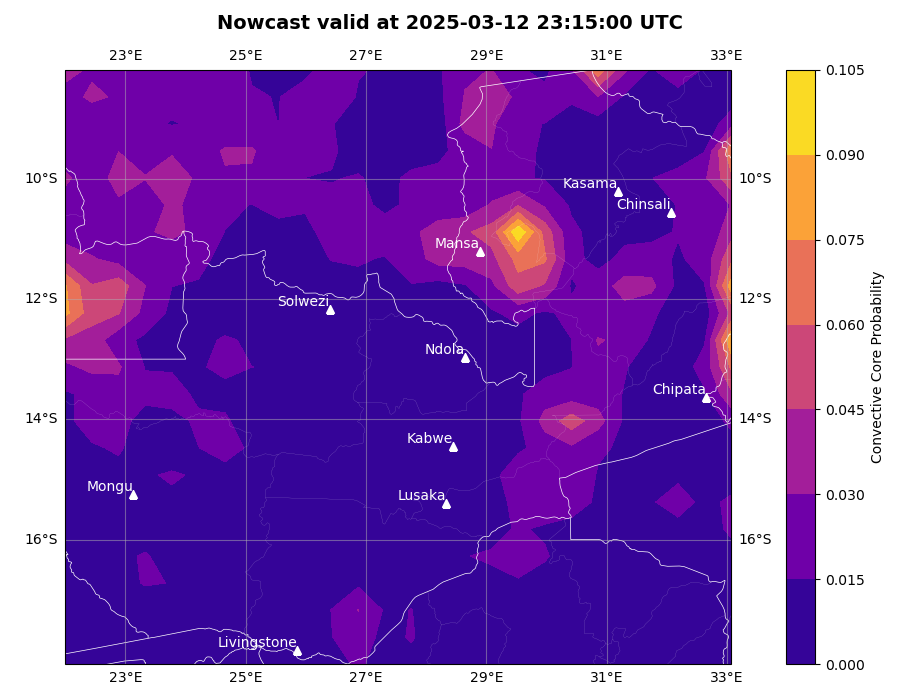 Nowcast valid at 2025-03-12 23:15:00 UTC
23°E 25°E 27°E 29°E 31°E 33°E
0.105
0.090
10°S Kasama 10°S
Chinsali
0.075
Mansa
12°S Solwezi 12°S
0.060
Ndola
Chipata
0.045
14°S 14°S
Kabwe
Mongu Lusaka
0.030
16°S 16°S
0.015
Livingstone
0.000
23°E 25°E 27°E 29°E 31°E 33°E
Convective Core Probability